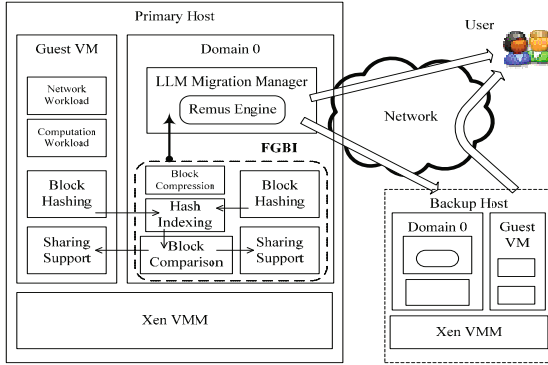 Primary Host
Guest VM
Network
Workload
Computation
Workload
Block
Hashing
Sharing
Support
Domain 0
LLM Migration Manager
Remus Engine
FGBI
Block
Compression
Hash
Indexing
Block
Hashing
Block
Comparison
Sharing
Support
Xen VMM
Network
User
Backup Host
Domain 0
Guest
VM
Xen VMM